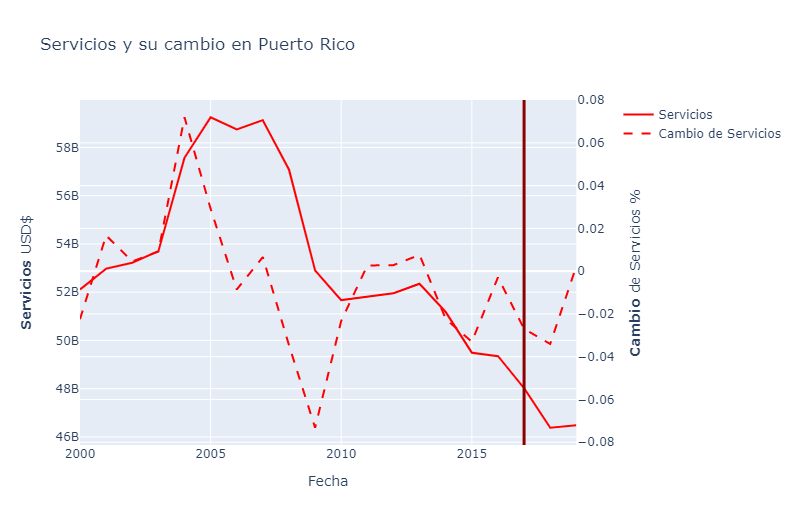 Servicios y su cambio en Puerto Rico
Servicios
Cambio de Servicios
58B
56B
54B
52B
50B
48B
46B
0.08
0.06
0.04
0.02
0
−0.02
−0.04
−0.06
−0.08
2000
2005
2010
2015
Fecha
Servicios USD$
Cambio de Servicios %